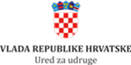 VLADA REPUBLIKE HRVATSKE
Ured za udruge